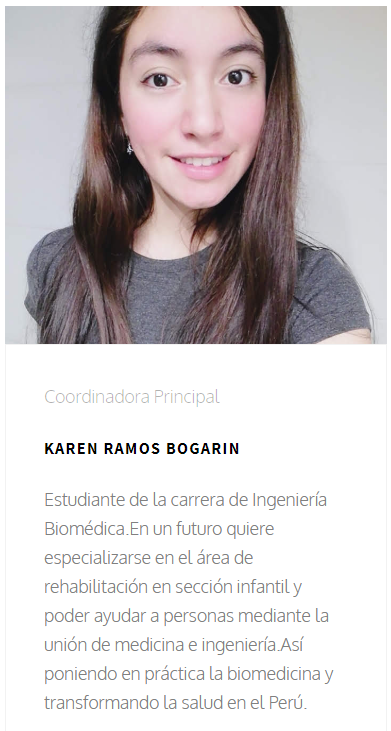 Coordinadora Principal
KAREN RAMOS BOGARIN
Estudiante de la carrera de Ingeniería
Biomédica.En un futuro quiere
especializarse en el área de
rehabilitación en sección infantil y
poder ayudar a personas mediante la
unión de medicina e ingeniería.Así
poniendo en práctica la biomedicina y
transformando la salud en el Perú.